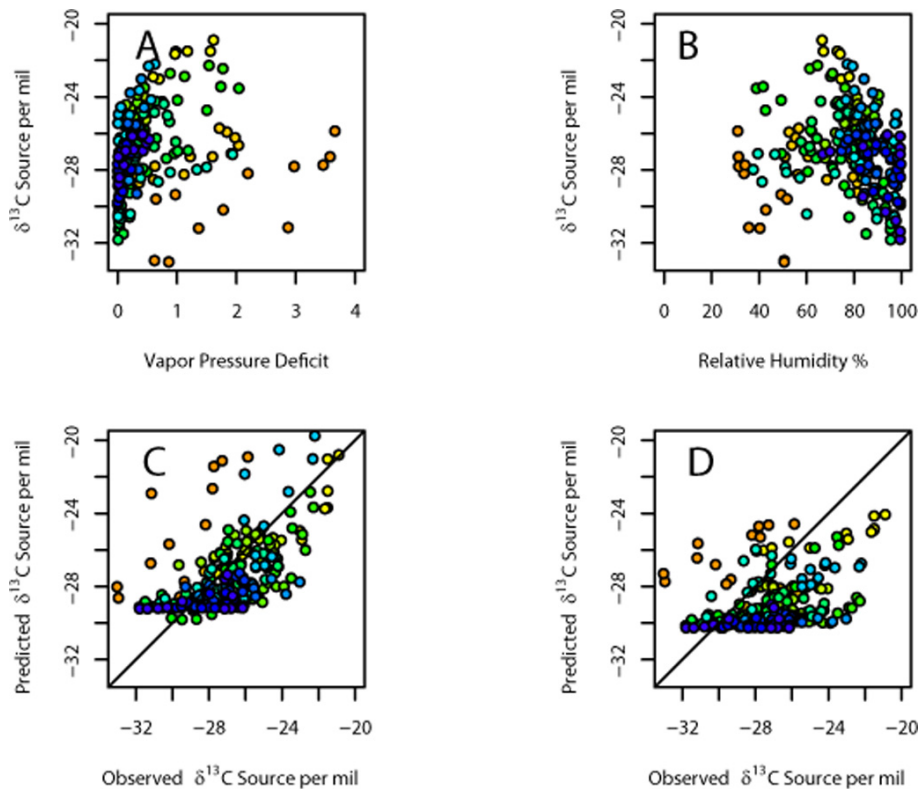 A
δ¹³C Source per mil
−20
−24
−28
−32
0 1 2 3 4
Vapor Pressure Deficit
B
δ¹³C Source per mil
−20
−24
−28
−32
0 20 40 60 80 100
Relative Humidity %
C
Predicted δ¹³C Source per mil
−20
−24
−28
−32
−32 −28 −24 −20
Observed δ¹³C Source per mil
D
Predicted δ¹³C Source per mil
−20
−24
−28
−32
−32 −28 −24 −20
Observed δ¹³C Source per mil